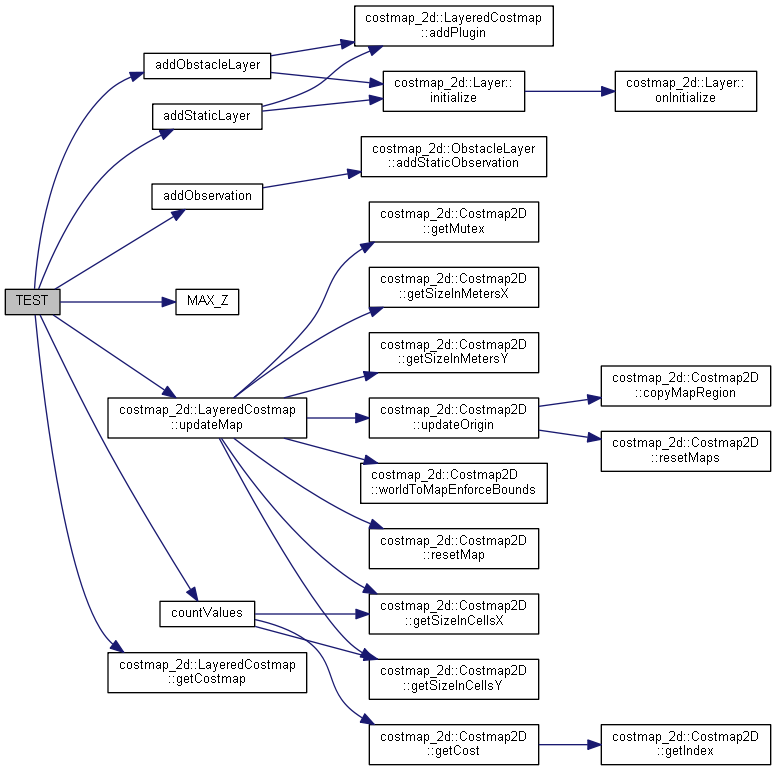 costmap_2d::LayeredCostmap
::addPlugin
addObstacleLayer
costmap_2d::Layer::
initialize
costmap_2d::Layer::
onInitialize
addStaticLayer
costmap_2d::ObstacleLayer
::addStaticObservation
addObservation
costmap_2d::Costmap2D
::getMutex
TEST
MAX_Z
costmap_2d::Costmap2D
::getSizeInMetersX
costmap_2d::Costmap2D
::getSizeInMetersY
costmap_2d::LayeredCostmap
::updateMap
costmap_2d::Costmap2D
::updateOrigin
costmap_2d::Costmap2D
::copyMapRegion
costmap_2d::Costmap2D
::resetMaps
costmap_2d::Costmap2D
::worldToMapEnforceBounds
costmap_2d::Costmap2D
::resetMap
countValues
costmap_2d::Costmap2D
::getSizeInCellsX
costmap_2d::LayeredCostmap
::getCostmap
costmap_2d::Costmap2D
::getSizeInCellsY
costmap_2d::Costmap2D
::getCost
costmap_2d::Costmap2D
::getIndex